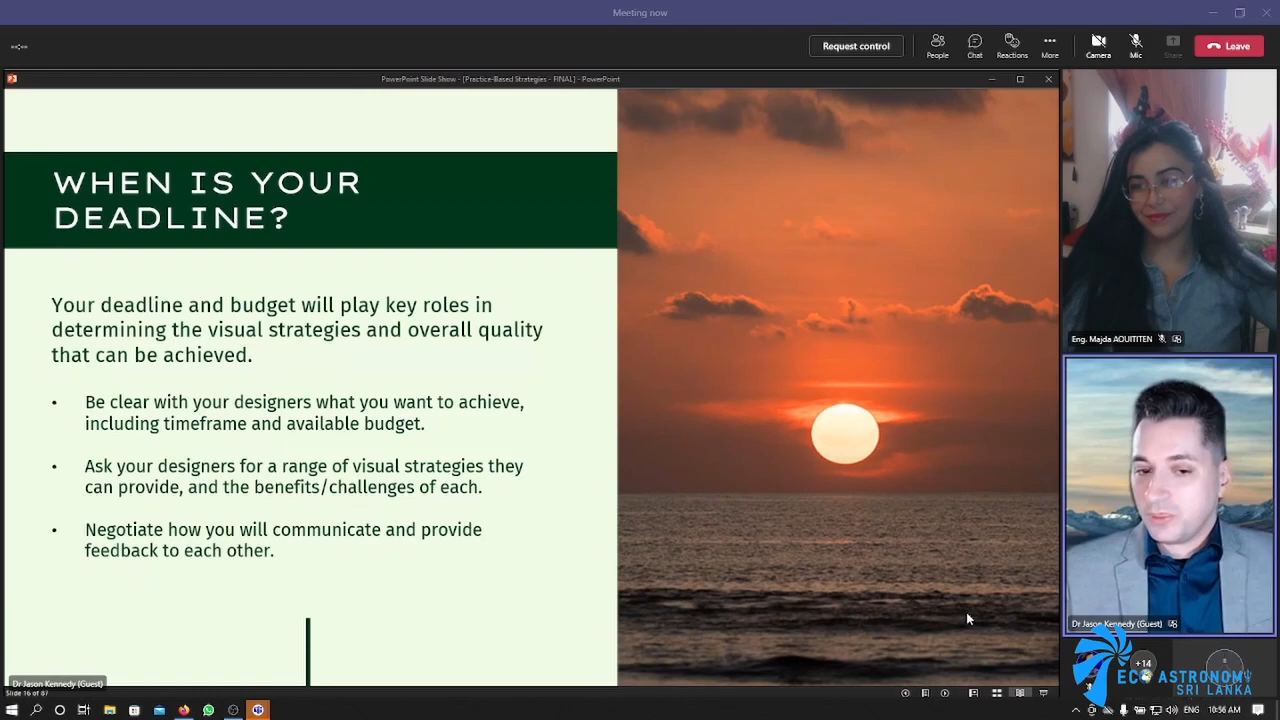 Meeting now
Request control
People
Chat
Reactions
More
Camera
Mic
Share
Leave
PowerPoint Slide Show - [Practice-Based Strategies - FINAL] - PowerPoint
WHEN IS YOUR
DEADLINE?
Your deadline and budget will play key roles in
determining the visual strategies and overall quality
that can be achieved.
• Be clear with your designers what you want to achieve,
including timeframe and available budget.
• Ask your designers for a range of visual strategies they
can provide, and the benefits/challenges of each.
• Negotiate how you will communicate and provide
feedback to each other.
Eng. Majda AOUITITEN
Dr Jason Kennedy (Guest)
+14
ECO ASTRONOMY
SRI LANKA
Dr Jason Kennedy (Guest)
Slide 16 of 87
ENG
10:56 AM